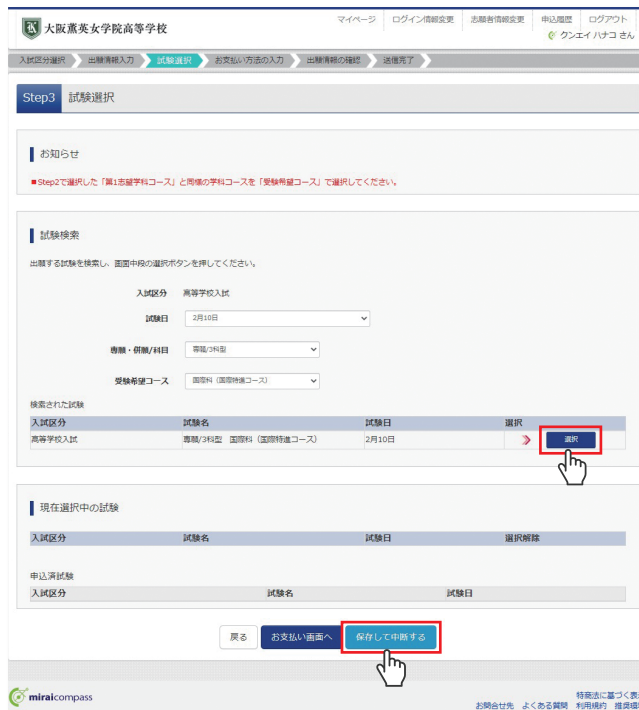 大阪薫英女学院高等学校
マイページ ログイン情報変更 志願者情報変更 申込履歴 ログアウト
クンエイ ハナコ さん
入試区分選択 出願情報入力 試験選択 お支払い方法の入力 出願情報の確認 送信完了
Step3 試験選択
お知らせ
■Step2で選択した「第1志望学科コース」と同様の学科コースを「受験希望コース」で選択してください。
試験検索
出願する試験を検索し、画面中段の選択ボタンを押してください。
入試区分 高等学校入試
試験日 2月10日
専願・併願/科目 専願/3科型
受験希望コース 国際科（国際特進コース）
検索された試験
入試区分 試験名 試験日 選択
高等学校入試 専願/3科型 国際科（国際特進コース） 2月10日 選択
現在選択中の試験
入試区分 試験名 試験日 選択解除
申込済試験
入試区分 試験名 試験日
戻る お支払い画面へ 保存して中断する
miraicompass
特商法に基づく表
お問合せ先 よくある質問 利用規約 推奨環